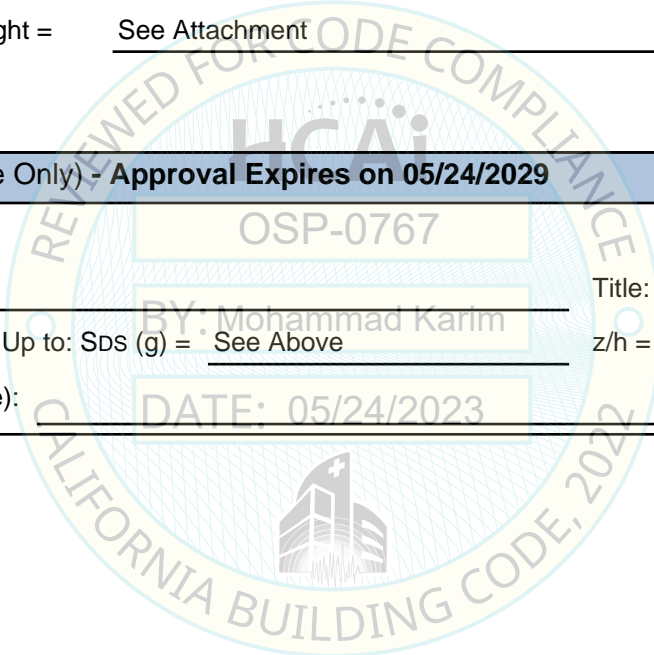 ght = See Attachment
REVIEWED FOR CODE COMPLIANCE
HCAi
e Only) - Approval Expires on 05/24/2029
OSP-0767
Title:
BY: Mohammad Karim
Up to: SDS (g) = See Above z/h =
e):
DATE: 05/24/2023
CALIFORNIA BUILDING CODE, 2022